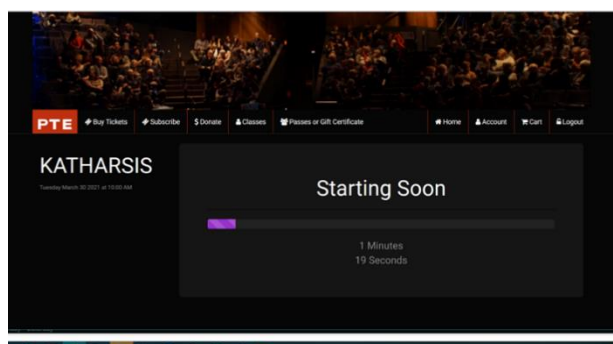 PTE Buy Tickets Subscribe $ Donate Classes Passes or Gift Certificate Home Account Cart Logout
KATHARSIS
Tuesday March 30 2021 at 10:00 AM
Starting Soon
1 Minutes
19 Seconds